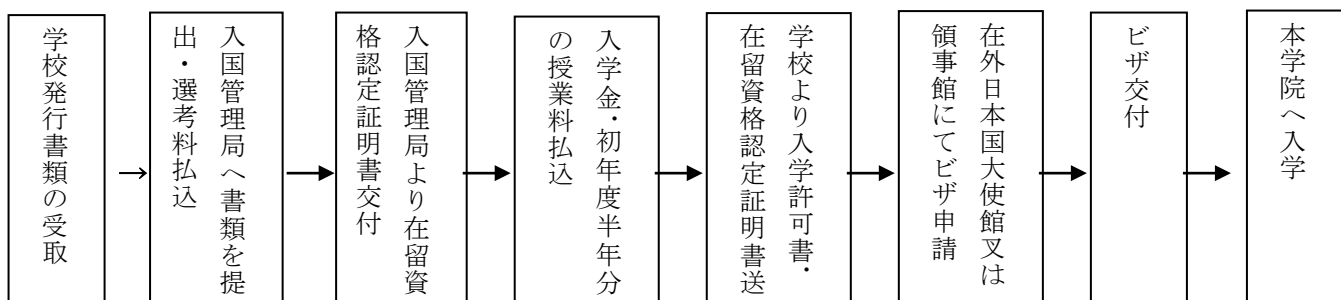 学校発行書類の受取
→
入国管理局へ書類を提
出・選考料払込
入国管理局より在留資
格認定証明書交付
入学金・初年度半年分
の授業料払込
学校より入学許可書・
在留資格認定証明書送
在外日本国大使館叉は
領事館にてビザ申請
ビザ交付
本学院へ入学